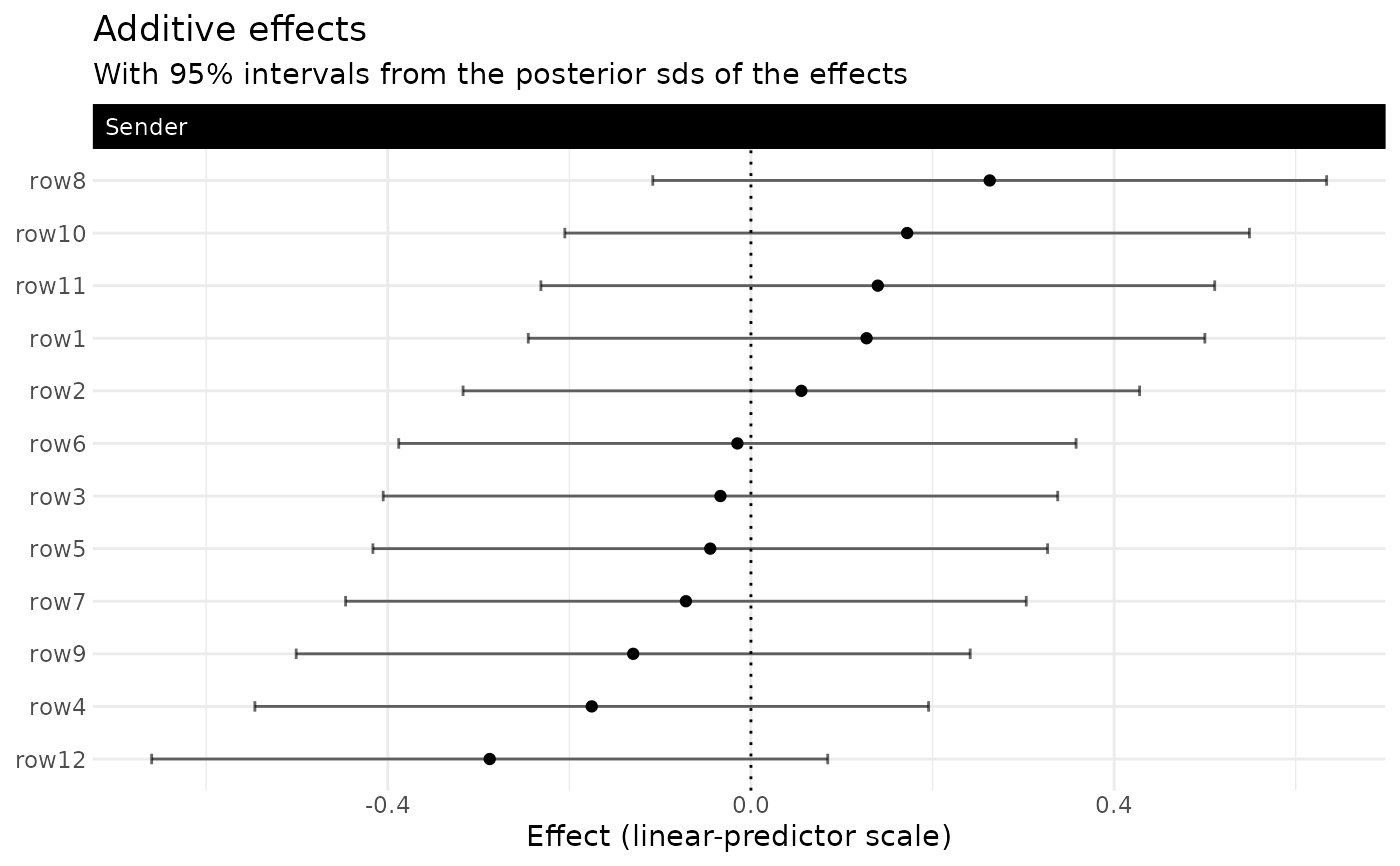 Additive effects
With 95% intervals from the posterior sds of the effects
Sender
row8
row10
row11
row1
row2
row6
row3
row5
row7
row9
row4
row12
-0.4
0.0
0.4
Effect (linear-predictor scale)